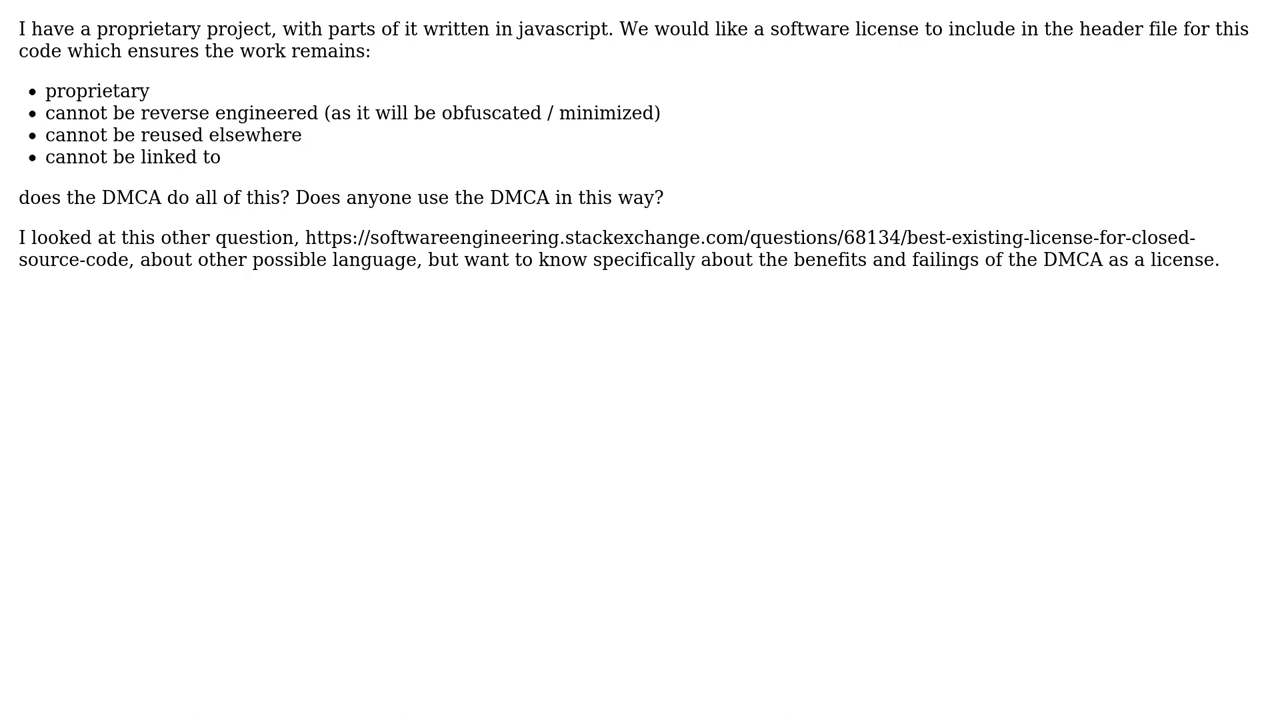 I have a proprietary project, with parts of it written in javascript. We would like a software license to include in the header file for this
code which ensures the work remains:
• proprietary
• cannot be reverse engineered (as it will be obfuscated / minimized)
• cannot be reused elsewhere
• cannot be linked to
does the DMCA do all of this? Does anyone use the DMCA in this way?
I looked at this other question, https://softwareengineering.stackexchange.com/questions/68134/best-existing-license-for-closed-
source-code, about other possible language, but want to know specifically about the benefits and failings of the DMCA as a license.